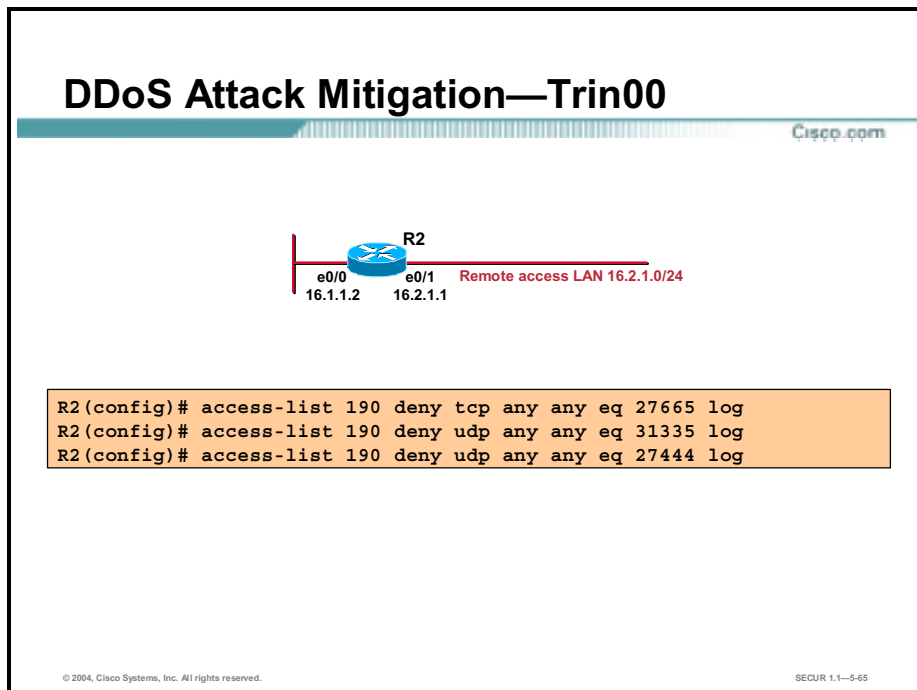 DDoS Attack Mitigation—Trin00
Cisco.com
R2
e0/0
e0/1
Remote access LAN 16.2.1.0/24
16.1.1.2
16.2.1.1
R2(config)# access-list 190 deny tcp any any eq 27665 log
R2(config)# access-list 190 deny udp any any eq 31335 log
R2(config)# access-list 190 deny udp any any eq 27444 log
© 2004, Cisco Systems, Inc. All rights reserved.
SECUR 1.1—5-65